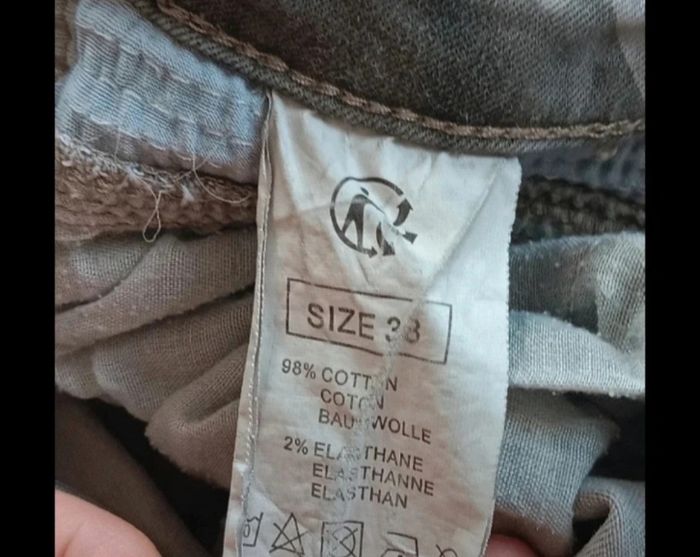 SIZE 38
98% COTTON
COTON
BAUMWOLLE
2% ELASTHANE
ELASTHANNE
ELASTHAN